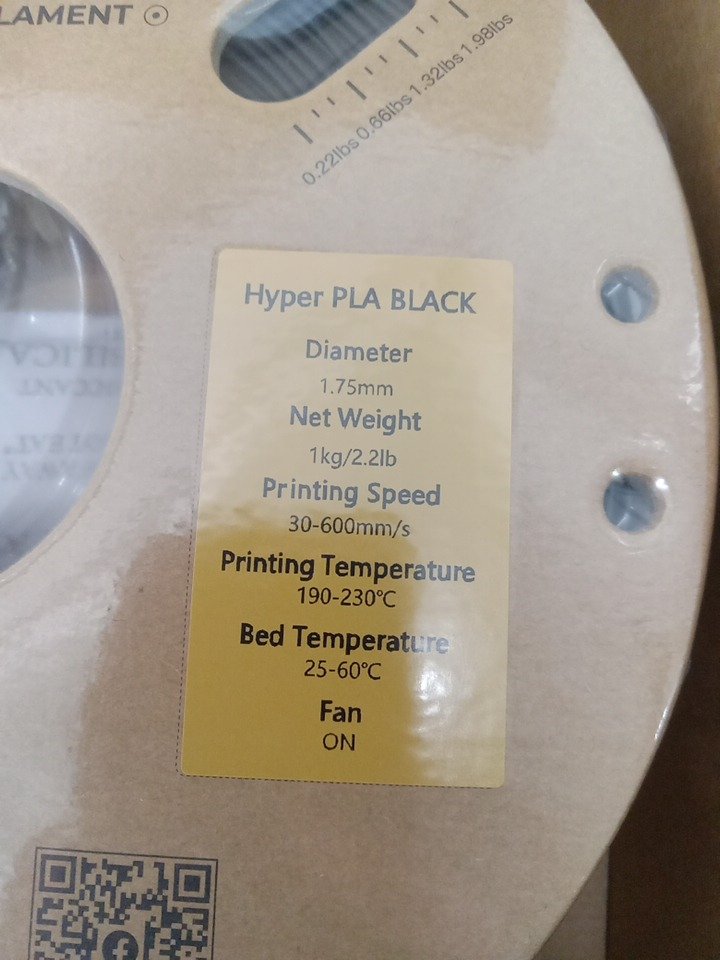 LAMENT
0.22lbs 0.66lbs 1.32lbs 1.98lbs
Hyper PLA BLACK
Diameter
1.75mm
Net Weight
1kg/2.2lb
Printing Speed
30-600mm/s
Printing Temperature
190-230℃
Bed Temperature
25-60℃
Fan
ON